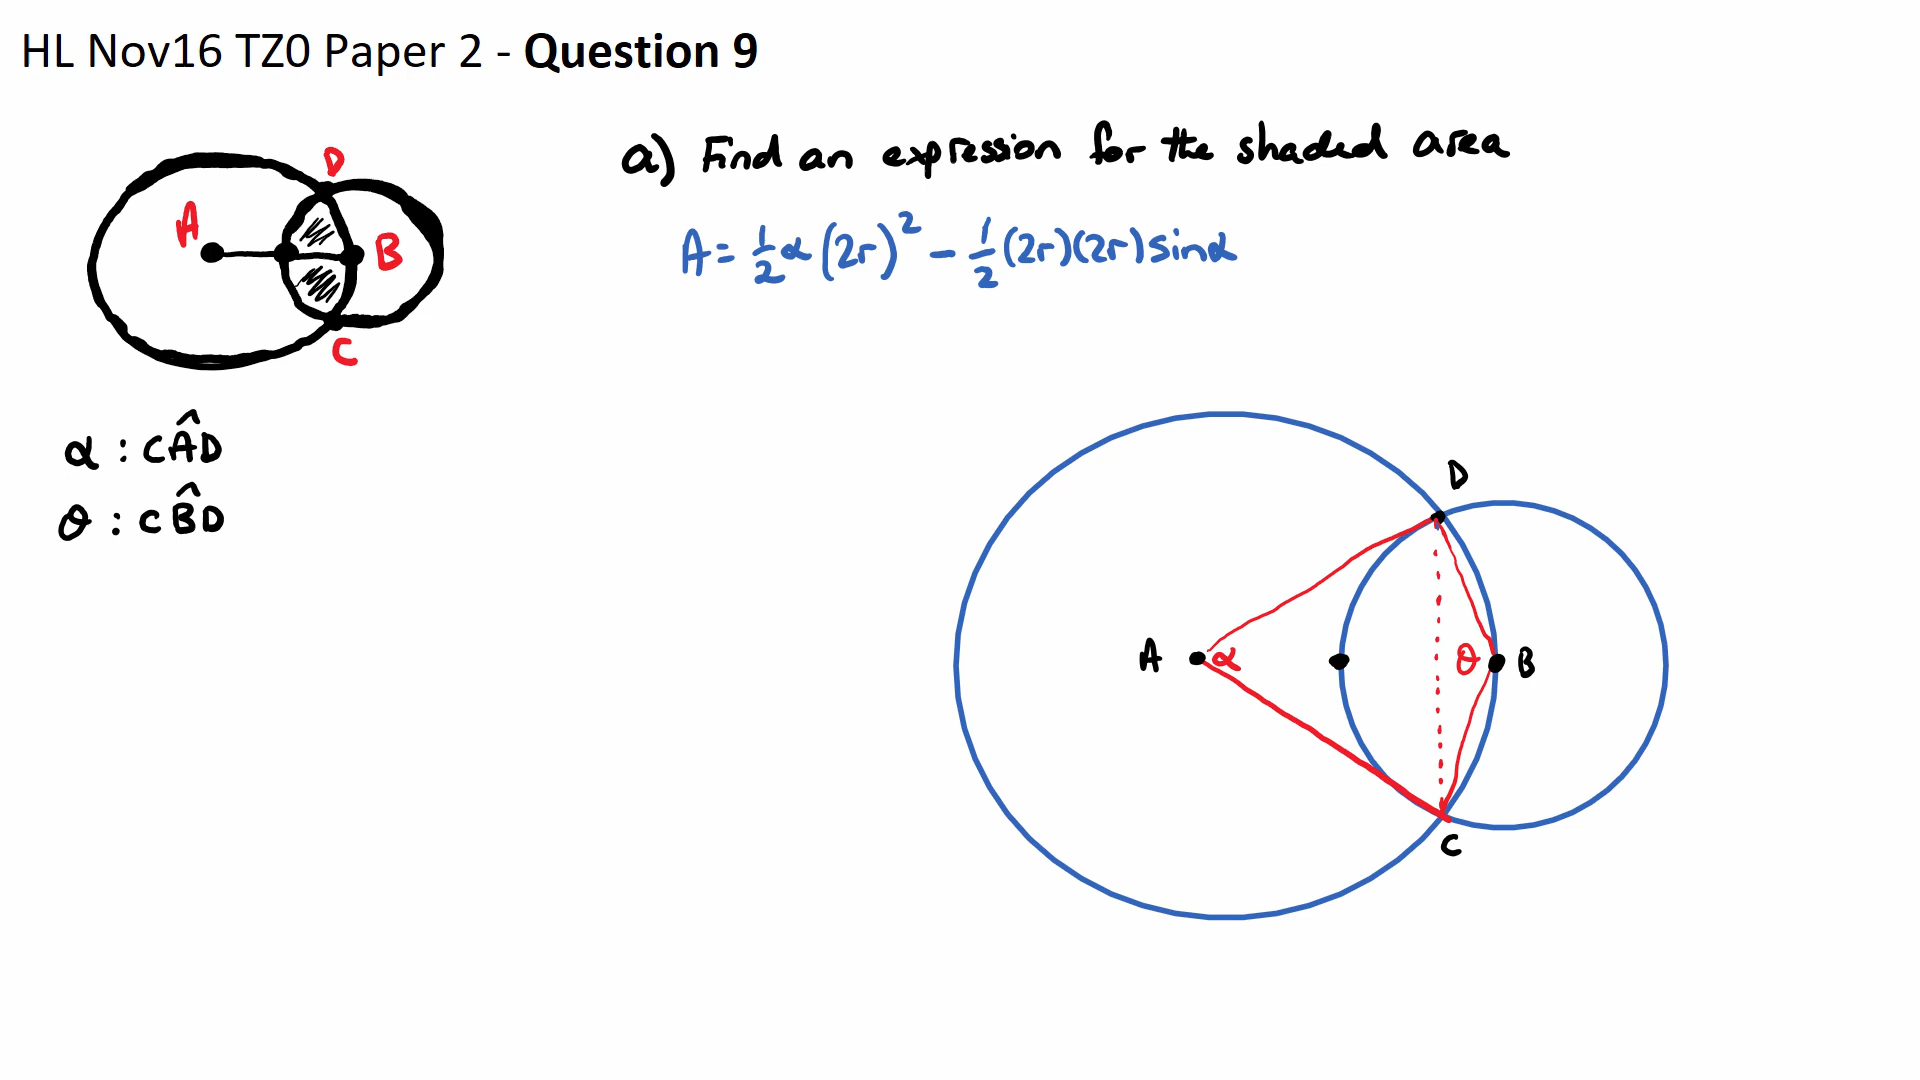 HL Nov16 TZ0 Paper 2 - Question 9
a) Find an expression for the shaded area
A = 1/2 α (2r)² − 1/2 (2r)(2r) sinα
D
A
B
C
α : CÂD
θ : CB̂D
D
A α θ B
C